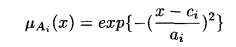 μ_{A_i}(x) = exp{-(\frac{x - c_i}{a_i})^2}